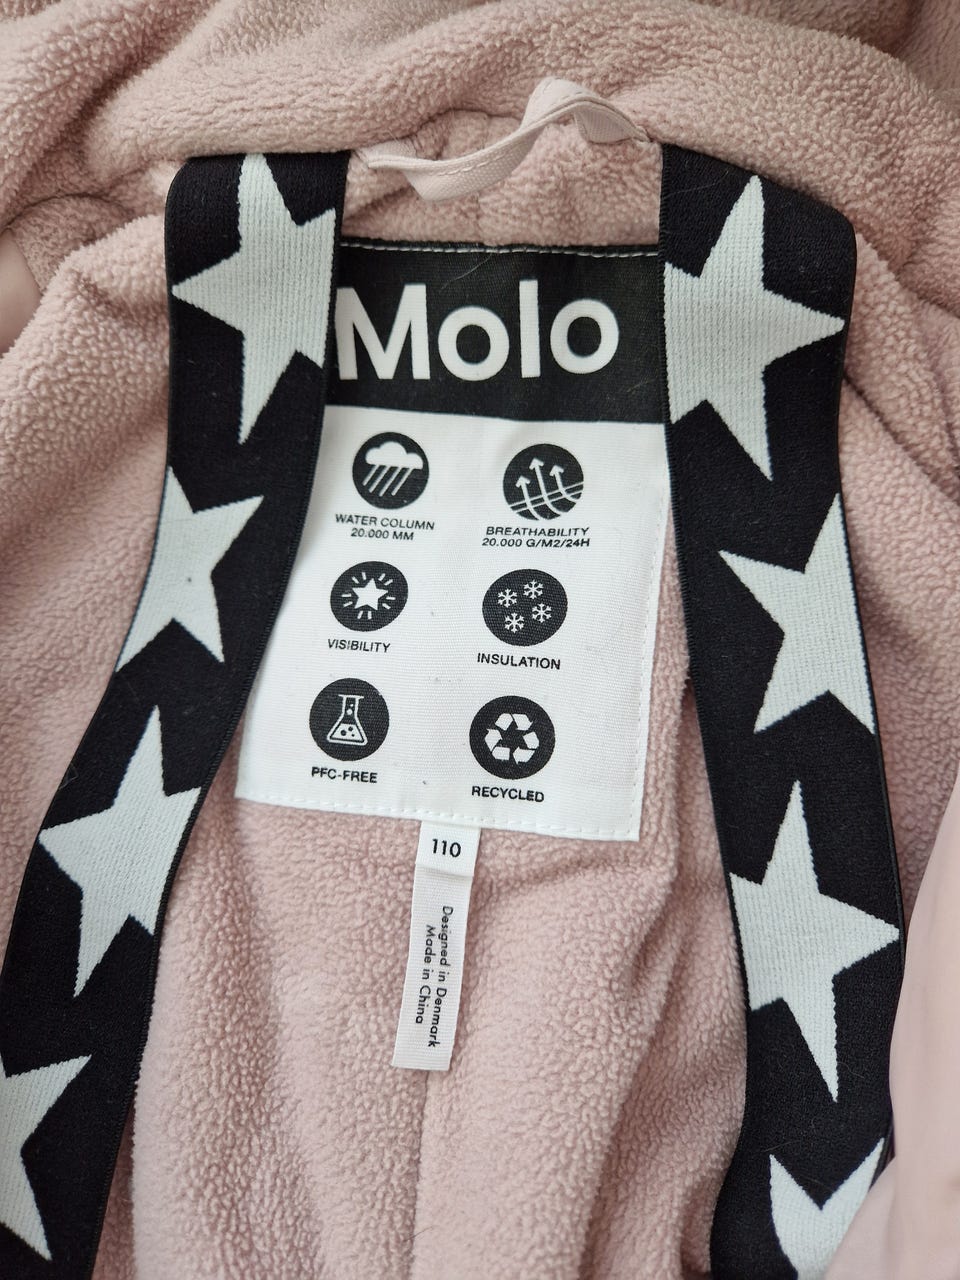 Molo
WATER COLUMN
20.000 MM
BREATHABILITY
20.000 G/M2/24H
VISIBILITY
INSULATION
PFC-FREE
RECYCLED
110
Designed in Denmark
Made in China